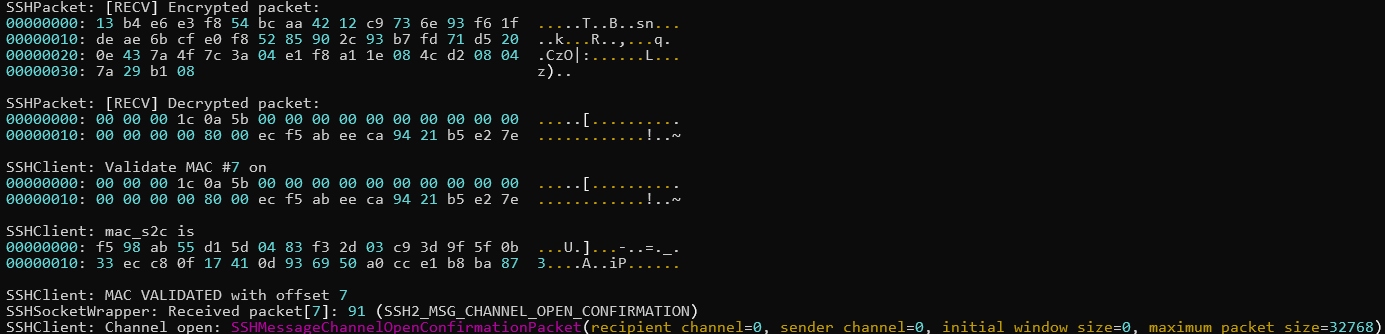 SSHPacket: [RECV] Encrypted packet:
00000000: 13 b4 e6 e3 f8 54 bc aa 42 12 c9 73 6e 93 f6 1f  .....T..B..sn...
00000010: de ae 6b cf e0 f8 52 85 90 2c 93 b7 fd 71 d5 20  ..k...R..,...q.
00000020: 0e 43 7a 4f 7c 3a 04 e1 f8 a1 1e 08 4c d2 08 04  .CzO|:......L...
00000030: 7a 29 b1 08  z)..
SSHPacket: [RECV] Decrypted packet:
00000000: 00 00 00 1c 0a 5b 00 00 00 00 00 00 00 00 00 00  .....[..........
00000010: 00 00 00 00 80 00 ec f5 ab ee ca 94 21 b5 e2 7e  ............!..~
SSHClient: Validate MAC #7 on
00000000: 00 00 00 1c 0a 5b 00 00 00 00 00 00 00 00 00 00  .....[..........
00000010: 00 00 00 00 80 00 ec f5 ab ee ca 94 21 b5 e2 7e  ............!..~
SSHClient: mac_s2c is
00000000: f5 98 ab 55 d1 5d 04 83 f3 2d 03 c9 3d 9f 5f 0b  ...U.]...-..=._.
00000010: 33 ec c8 0f 17 41 0d 93 69 50 a0 cc e1 b8 ba 87  3....A..iP......
SSHClient: MAC VALIDATED with offset 7
SSHSocketWrapper: Received packet[7]: 91 (SSH2_MSG_CHANNEL_OPEN_CONFIRMATION)
SSHClient: Channel open: SSHMessageChannelOpenConfirmationPacket(recipient channel=0, sender channel=0, initial window size=0, maximum packet size=32768)